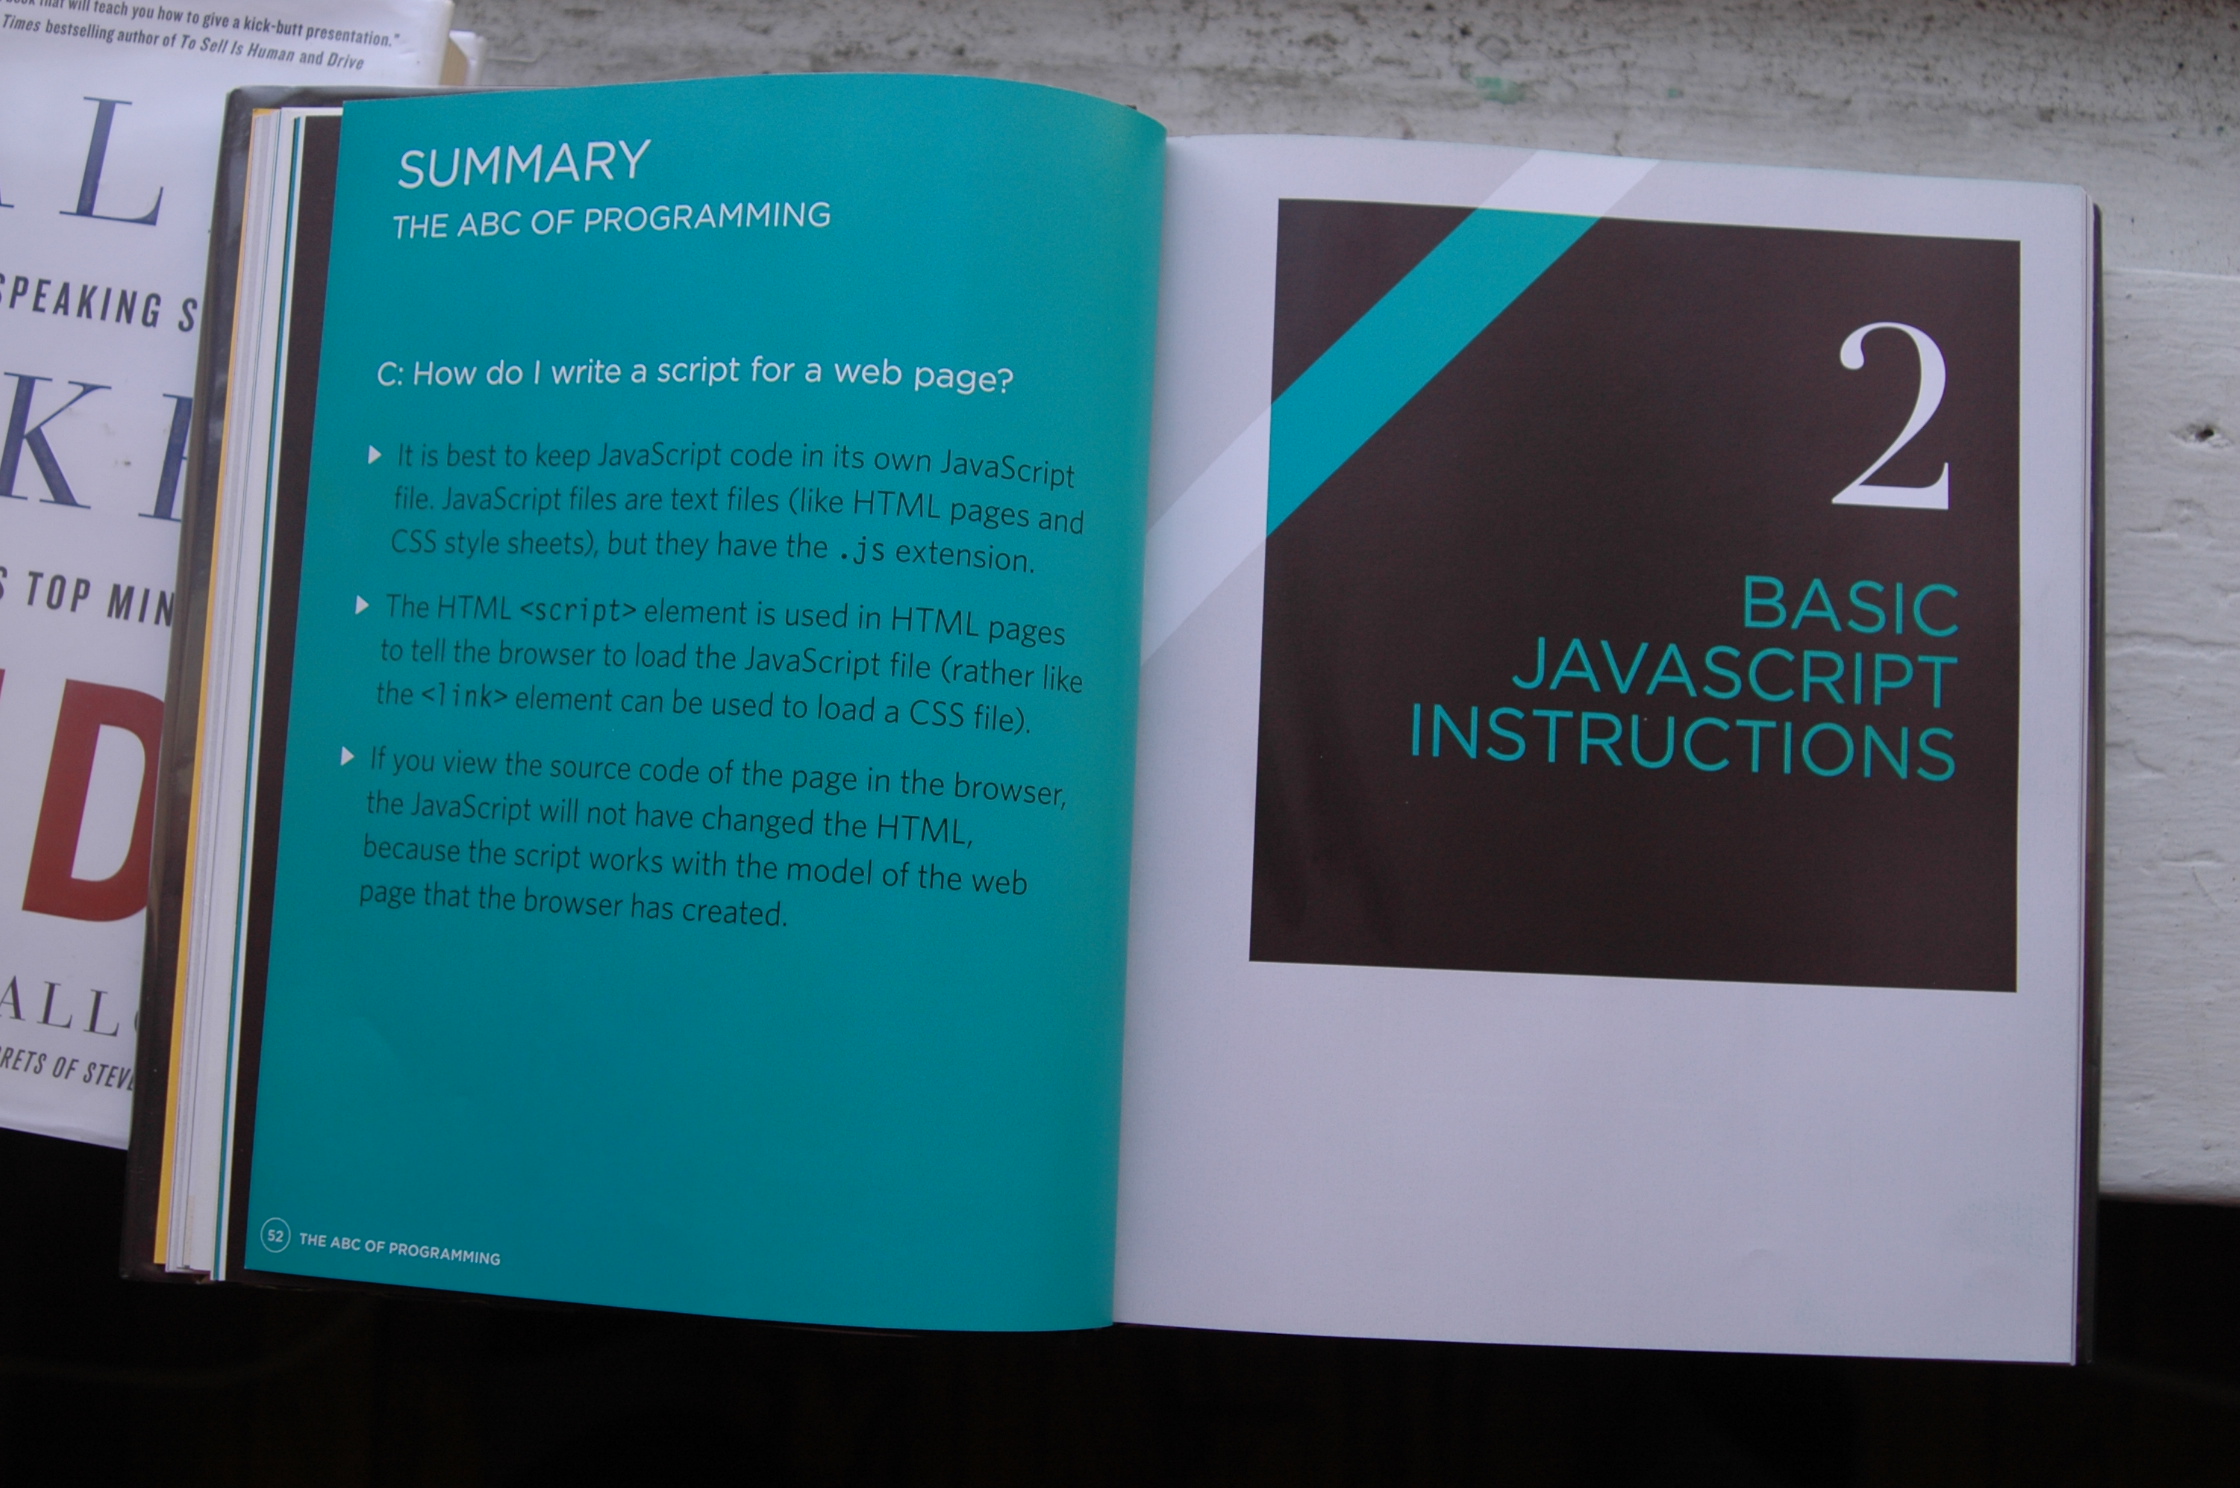 will teach you how to give a kick-butt presentation."
Times bestselling author of To Sell Is Human and Drive
L
SPEAKING S
K
S TOP MIN
D
ALL
RETS OF STEVE
SUMMARY
THE ABC OF PROGRAMMING
C: How do I write a script for a web page?
It is best to keep JavaScript code in its own JavaScript
file. JavaScript files are text files (like HTML pages and
CSS style sheets), but they have the .js extension.
The HTML <script> element is used in HTML pages
to tell the browser to load the JavaScript file (rather like
the <link> element can be used to load a CSS file).
If you view the source code of the page in the browser,
the JavaScript will not have changed the HTML,
because the script works with the model of the web
page that the browser has created.
52 THE ABC OF PROGRAMMING
2
BASIC
JAVASCRIPT
INSTRUCTIONS